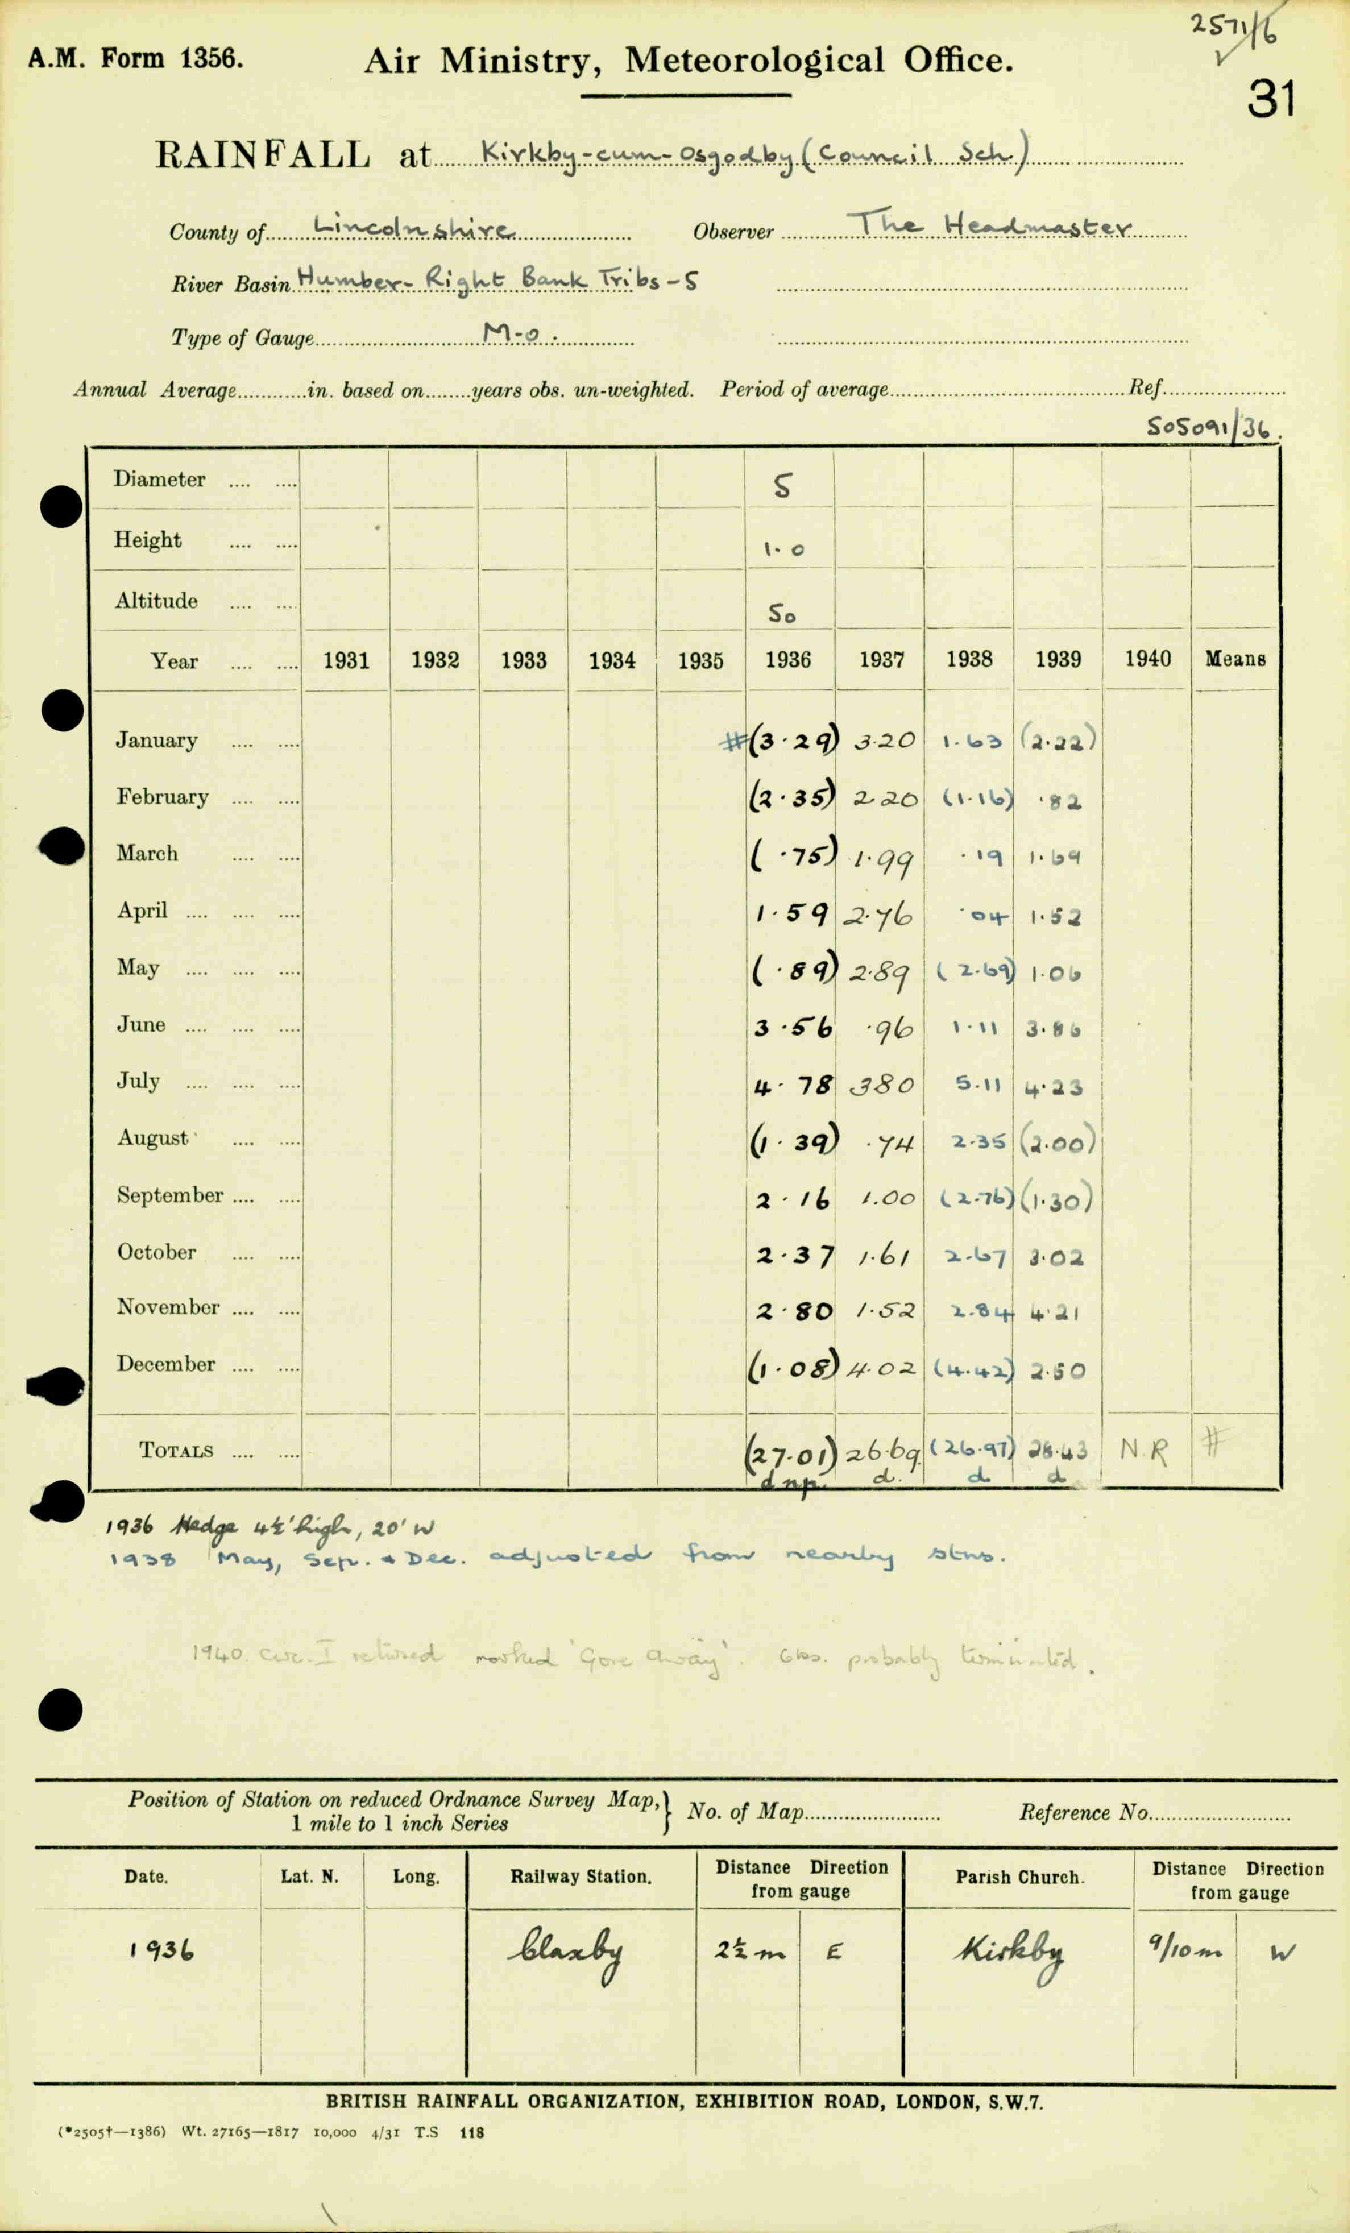 2571/6
31
A.M. Form 1356.
Air Ministry, Meteorological Office.
RAINFALL at Kirkby-cum-Osgodby (Council Sch)
County of Lincolnshire Observer The Headmaster
River Basin Humber- Right Bank Tribs-5
Type of Gauge M-O.
Annual Average............in. based on........years obs. un-weighted. Period of average............Ref............
505091/36.
Diameter .... .... 5
Height .... .... 1.0
Altitude .... .... 50
Year .... .... 1931 1932 1933 1934 1935 1936 1937 1938 1939 1940 Means
January .... .... #(3.29) 3.20 1.63 (2.22)
February .... .... (2.35) 2.20 (1.16) .82
March .... .... (.75) 1.99 .19 1.69
April .... .... .... 1.59 2.76 .04 1.52
May .... .... .... (.89) 2.89 (2.69) 1.06
June .... .... .... 3.56 .96 1.11 3.86
July .... .... .... 4.78 3.80 5.11 4.23
August .... .... (1.39) .74 2.35 (2.00)
September .... .... 2.16 1.00 (2.76) (1.30)
October .... .... 2.37 1.61 2.67 3.02
November .... .... 2.80 1.52 2.84 4.21
December .... .... (1.08) 4.02 (4.42) 2.50
TOTALS .... .... (27.01) 26.69 (26.97) 28.43 N.R #
d np. d. d d
1936 Hedge 4½' high, 20' W
1938 May, Sep. & Dec. adjusted from nearby stns.
1940 Circ. I returned marked 'Gone Away'. Obs. probably terminated.
Position of Station on reduced Ordnance Survey Map,} No. of Map............ Reference No............
1 mile to 1 inch Series
Date. Lat. N. Long. Railway Station. Distance Direction from gauge Parish Church. Distance Direction from gauge
1936 Claxby 2½ m E Kirkby 9/10 m W
BRITISH RAINFALL ORGANIZATION, EXHIBITION ROAD, LONDON, S.W.7.
(*2505†—1386) Wt. 27165—1817 10,000 4/31 T.S 118